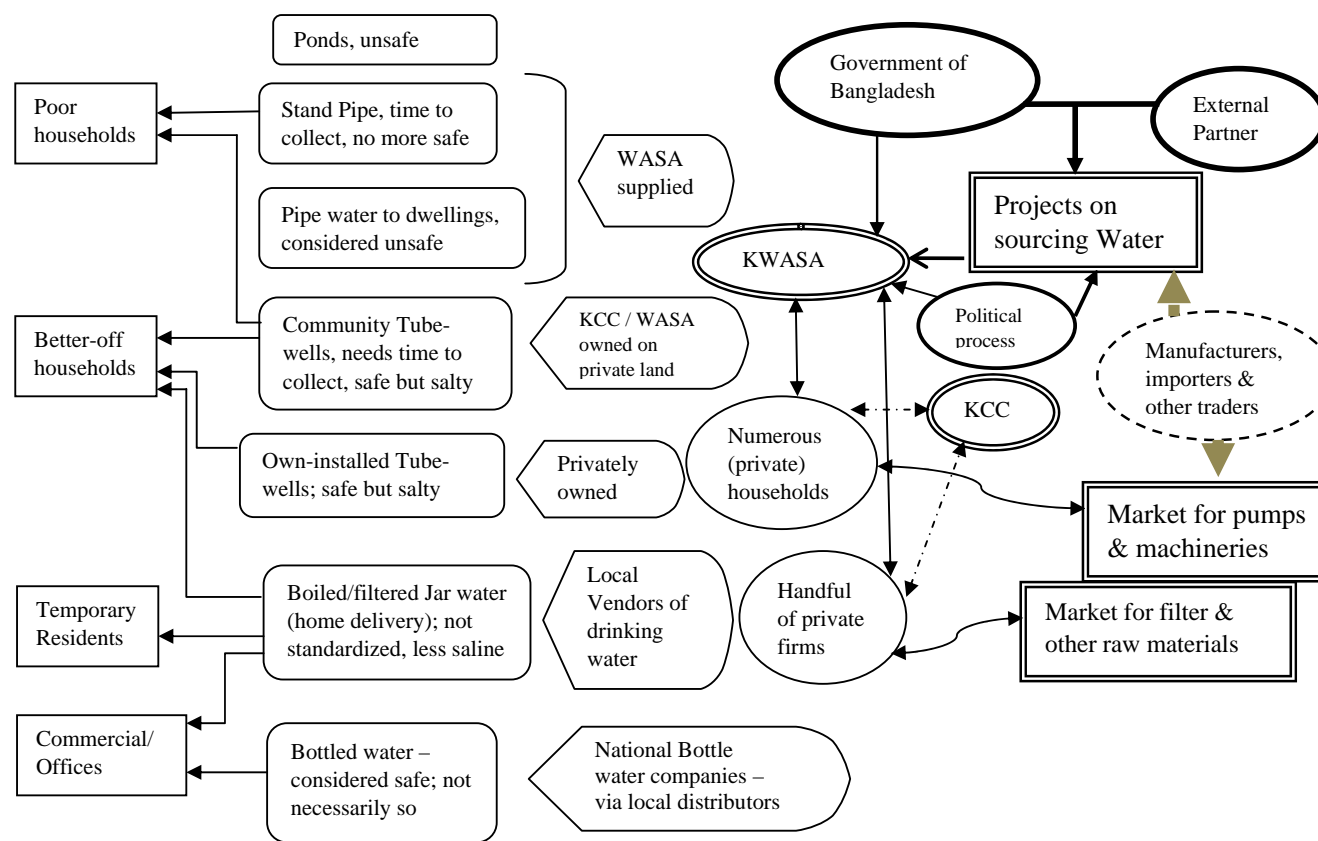 Ponds, unsafe
Poor
households
Stand Pipe, time to
collect, no more safe
Pipe water to dwellings,
considered unsafe
WASA
supplied
Better-off
households
Community Tube-
wells, needs time to
collect, safe but salty
KCC / WASA
owned on
private land
Own-installed Tube-
wells; safe but salty
Privately
owned
Temporary
Residents
Boiled/filtered Jar water
(home delivery); not
standardized, less saline
Local
Vendors of
drinking
water
Commercial/
Offices
Bottled water –
considered safe; not
necessarily so
National Bottle
water companies –
via local distributors
Government of
Bangladesh
External
Partner
Projects on
sourcing Water
KWASA
Political
process
Manufacturers,
importers &
other traders
KCC
Numerous
(private)
households
Market for pumps
& machineries
Handful
of private
firms
Market for filter &
other raw materials